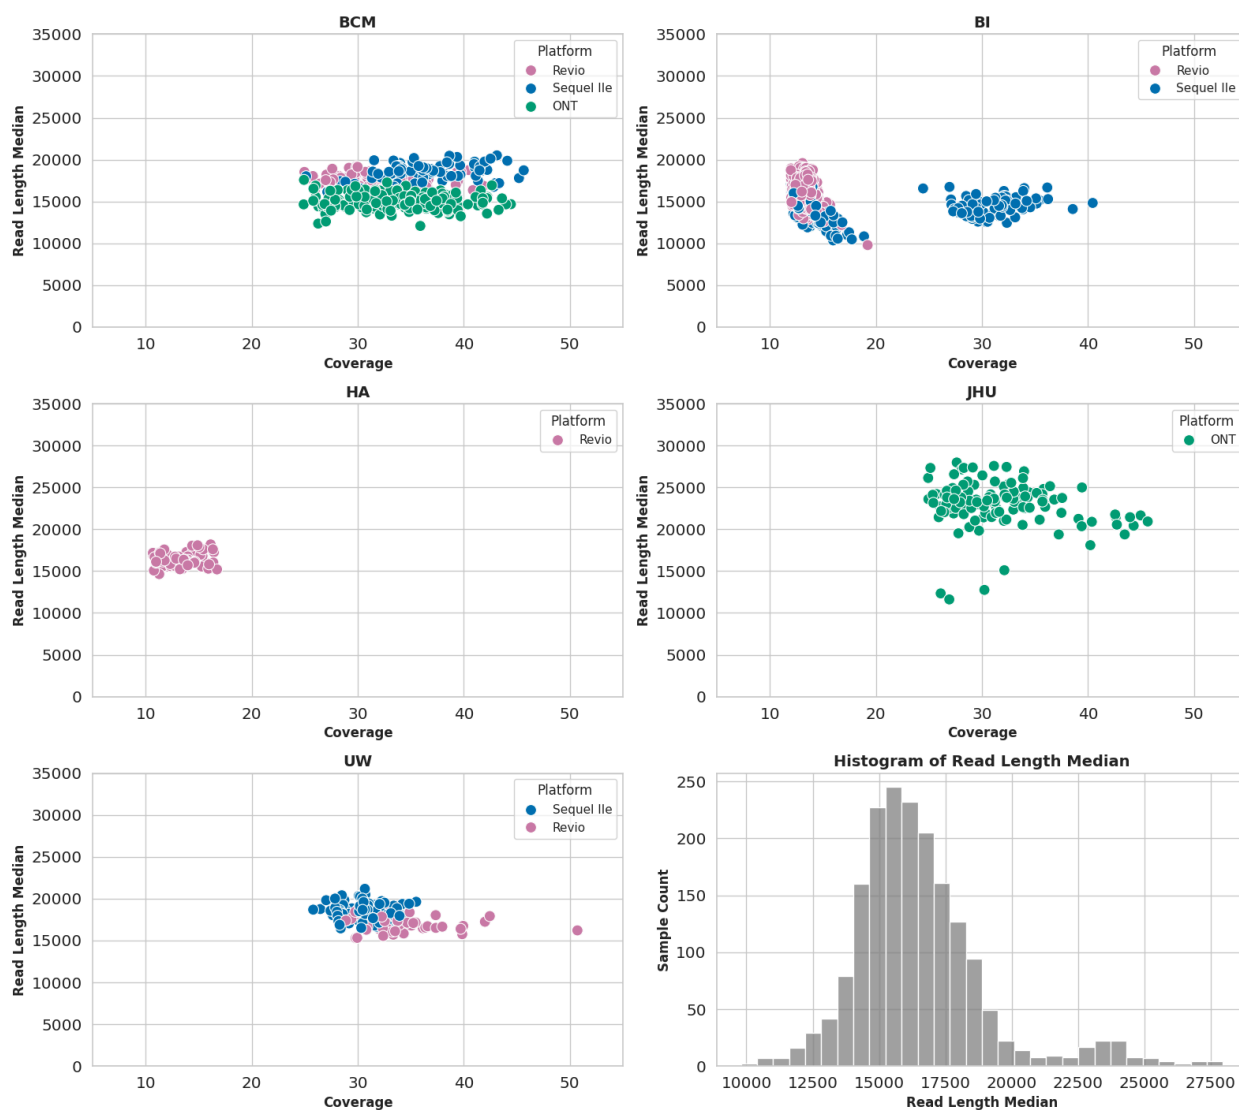 BCM
35000
30000
25000
20000
15000
10000
5000
0
Read Length Median
10 20 30 40 50
Coverage
Platform
Revio
Sequel IIe
ONT
BI
35000
30000
25000
20000
15000
10000
5000
0
Read Length Median
10 20 30 40 50
Coverage
Platform
Revio
Sequel IIe
HA
35000
30000
25000
20000
15000
10000
5000
0
Read Length Median
10 20 30 40 50
Coverage
Platform
Revio
JHU
35000
30000
25000
20000
15000
10000
5000
0
Read Length Median
10 20 30 40 50
Coverage
Platform
ONT
UW
35000
30000
25000
20000
15000
10000
5000
0
Read Length Median
10 20 30 40 50
Coverage
Platform
Sequel IIe
Revio
Histogram of Read Length Median
250
200
150
100
50
0
Sample Count
10000 12500 15000 17500 20000 22500 25000 27500
Read Length Median